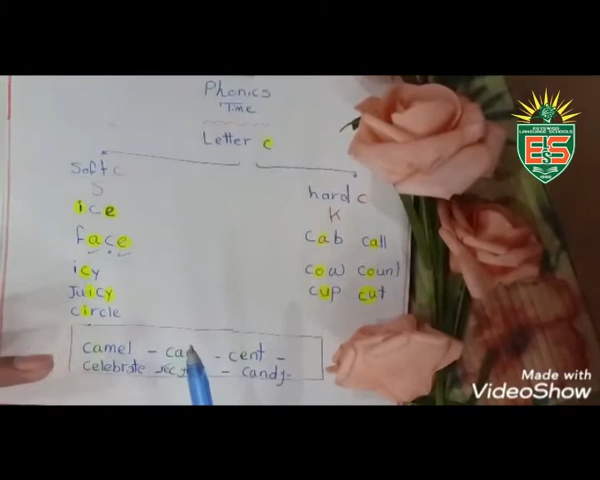 Phonics
Time
Letter c
Soft c
S
ice
face
icy
Juicy
circle
hard c
K
cab call
cow count
cup cut
camel - - cent -
celebrate - candy-
EGS
Made with
VideoShow